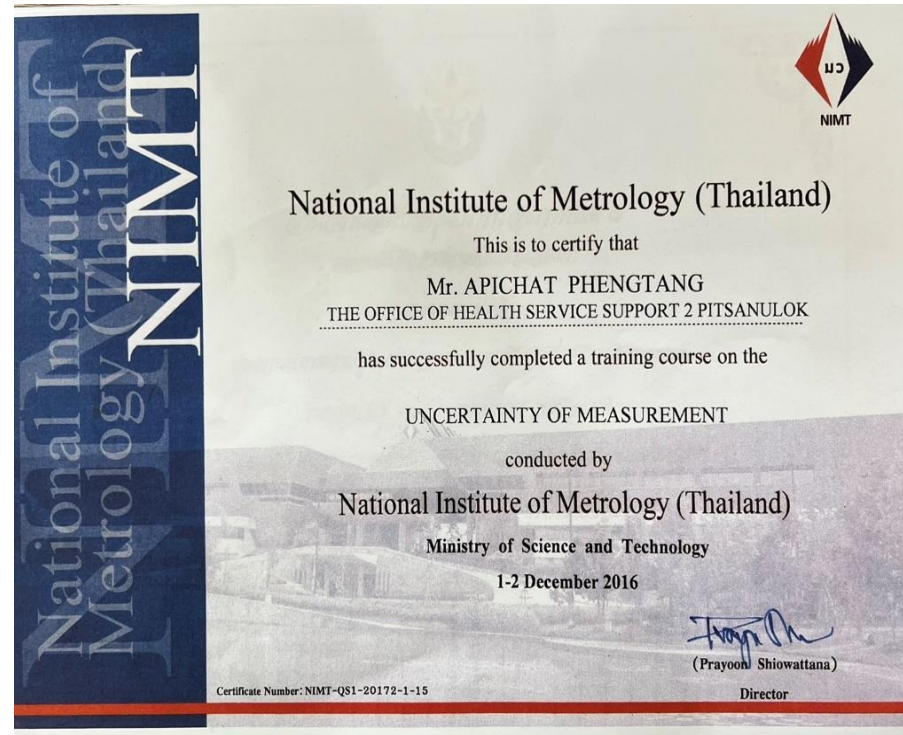 National Institute of
Metrology (Thailand)
NIMT
มว
NIMT
National Institute of Metrology (Thailand)
This is to certify that
Mr. APICHAT PHENGTANG
THE OFFICE OF HEALTH SERVICE SUPPORT 2 PITSANULOK
has successfully completed a training course on the
UNCERTAINTY OF MEASUREMENT
conducted by
National Institute of Metrology (Thailand)
Ministry of Science and Technology
1-2 December 2016
(Prayoon Shiowattana)
Director
Certificate Number: NIMT-QS1-20172-1-15